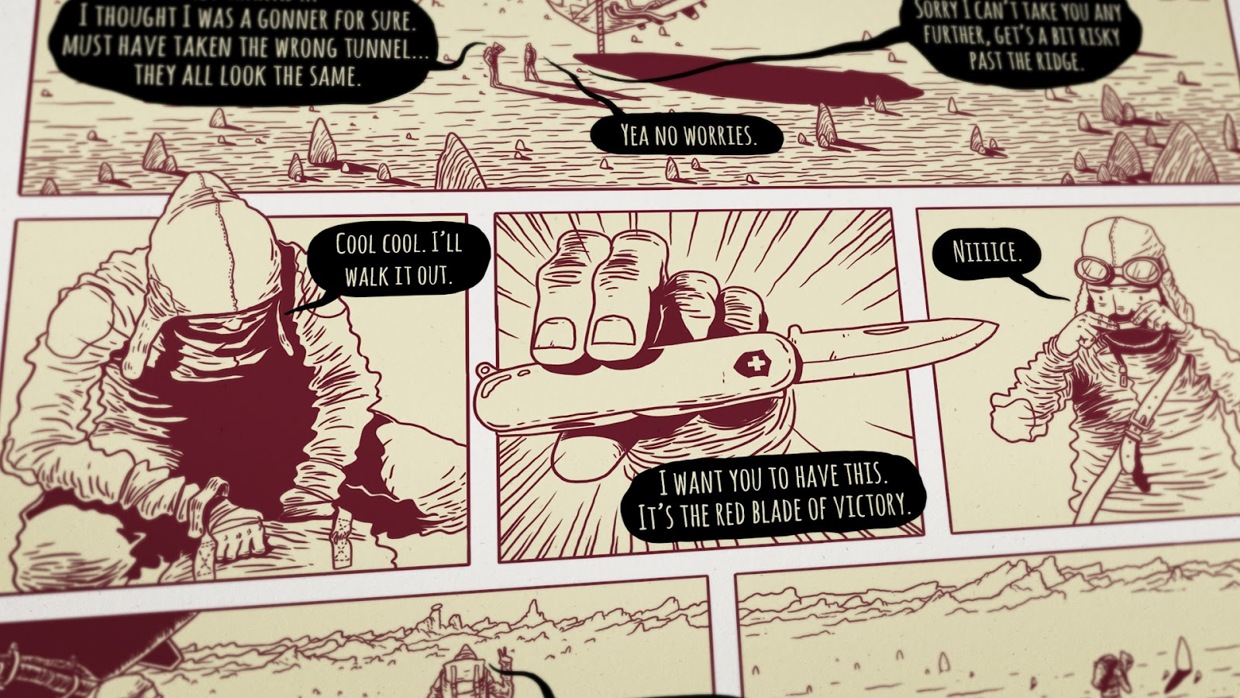 I THOUGHT I WAS A GONNER FOR SURE.
MUST HAVE TAKEN THE WRONG TUNNEL...
THEY ALL LOOK THE SAME.
SORRY I CAN'T TAKE YOU ANY
FURTHER, GET'S A BIT RISKY
PAST THE RIDGE.
YEA NO WORRIES.
COOL COOL. I'LL
WALK IT OUT.
I WANT YOU TO HAVE THIS.
IT'S THE RED BLADE OF VICTORY.
NIIIICE.